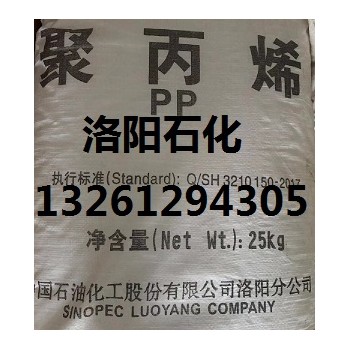 聚丙烯
PP
洛阳石化
执行标准(Standard): Q/SH 3210 150-2017
13261294305
净含量(Net Wt.): 25kg
中国石油化工股份有限公司洛阳分公司
SINOPEC LUOYANG COMPANY